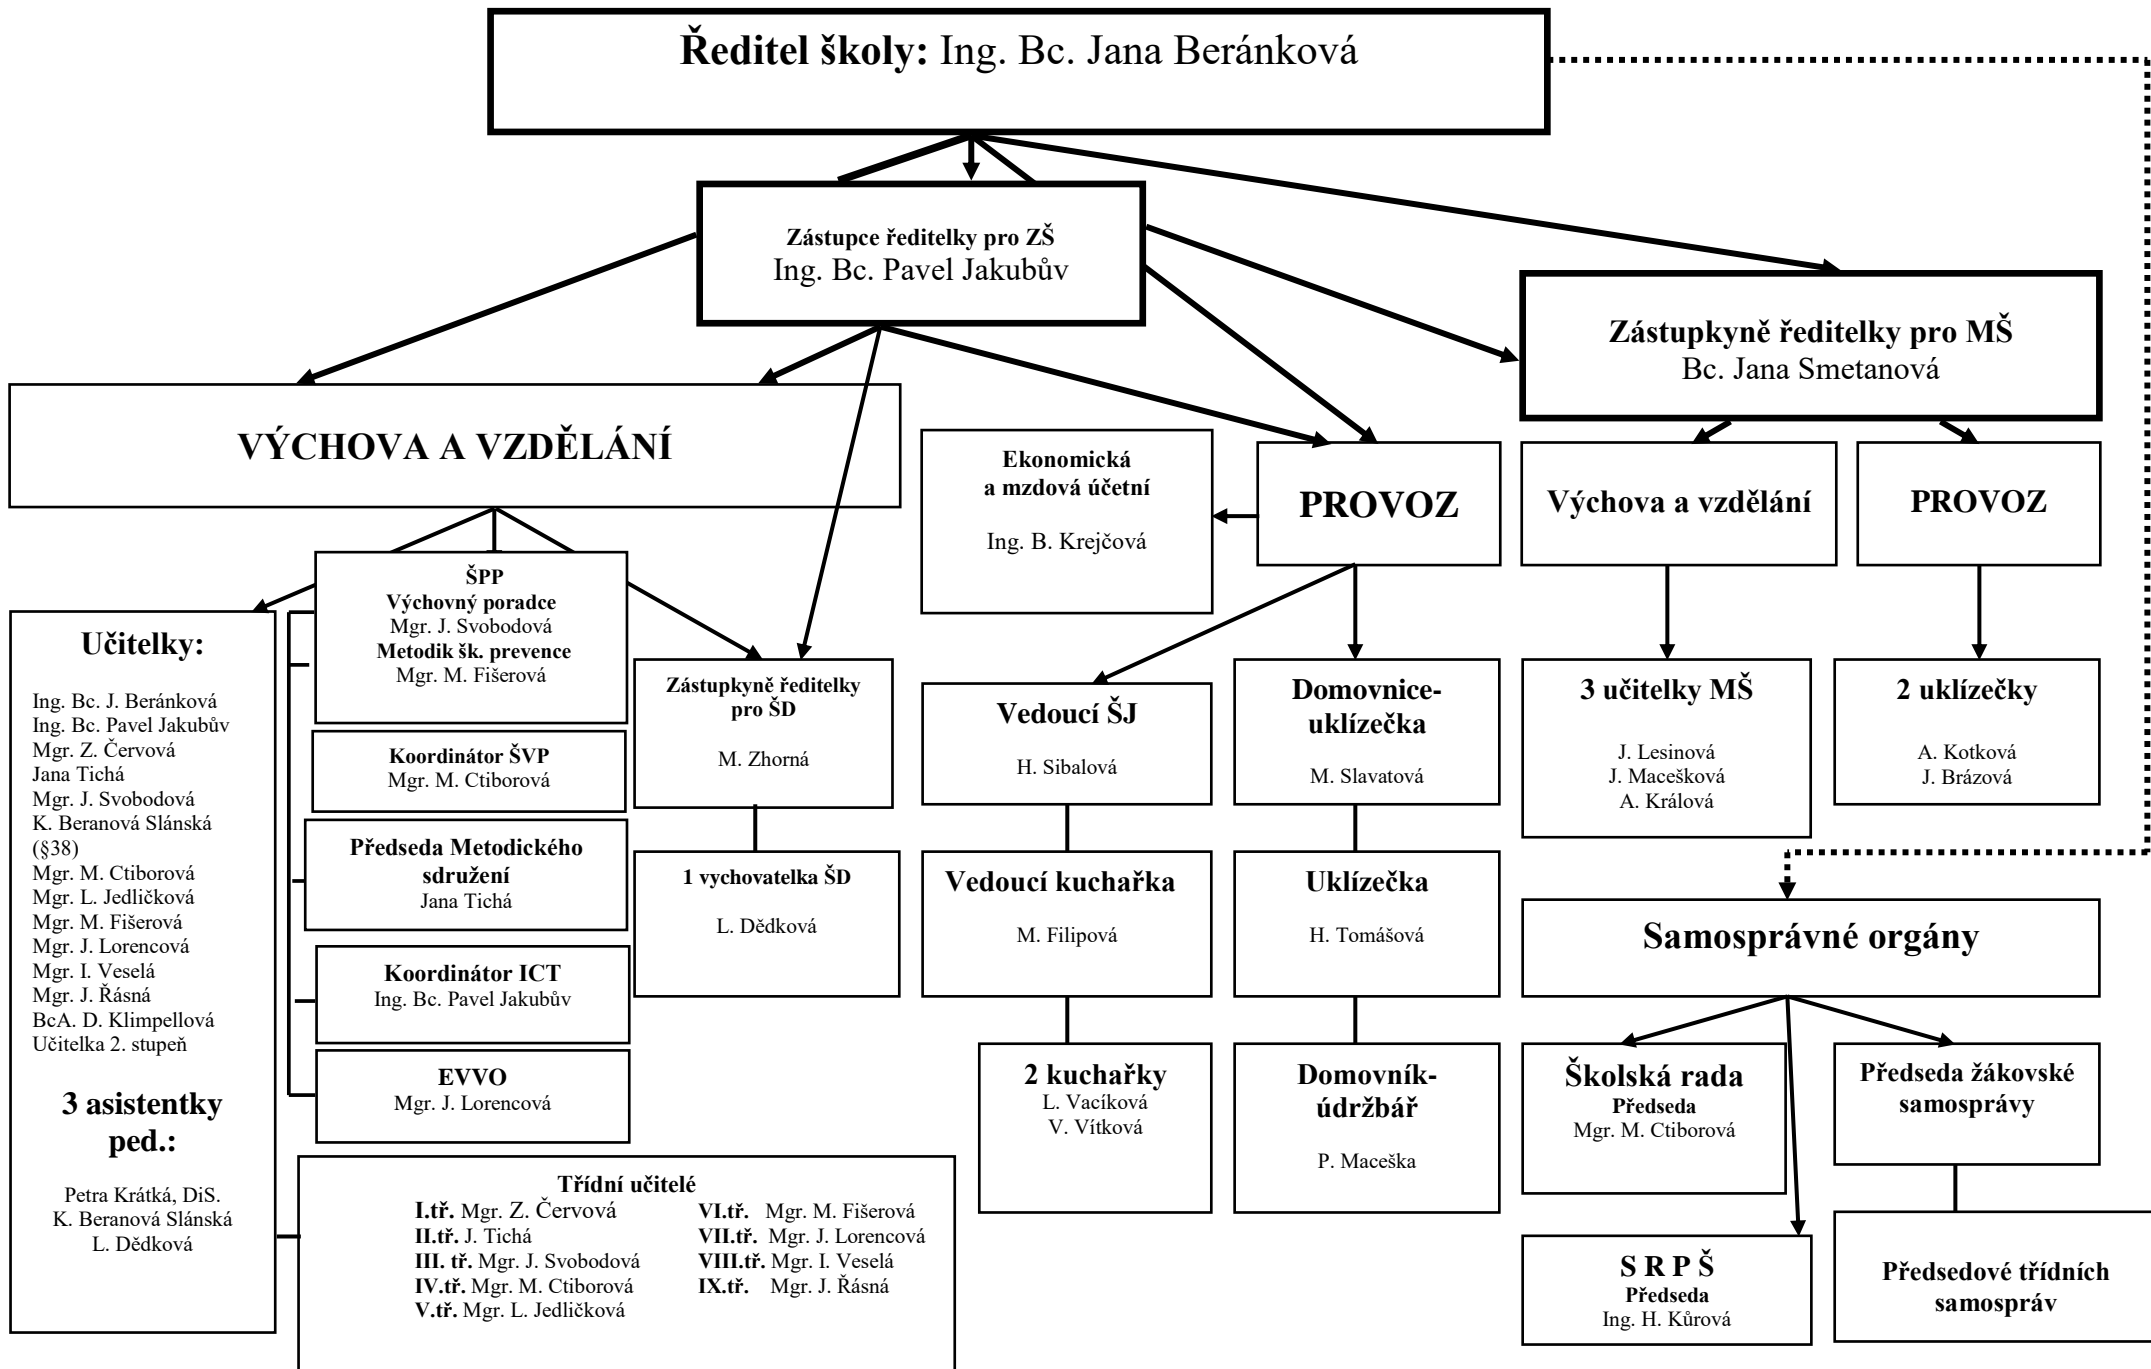 Ředitel školy: Ing. Bc. Jana Beránková
Zástupce ředitelky pro ZŠ
Ing. Bc. Pavel Jakubův
Zástupkyně ředitelky pro MŠ
Bc. Jana Smetanová
VÝCHOVA A VZDĚLÁNÍ
Ekonomická
a mzdová účetní
Ing. B. Krejčová
PROVOZ
Výchova a vzdělání
PROVOZ
Učitelky:
Ing. Bc. J. Beránková
Ing. Bc. Pavel Jakubův
Mgr. Z. Červová
Jana Tichá
Mgr. J. Svobodová
K. Beranová Slánská
(§38)
Mgr. M. Ctiborová
Mgr. L. Jedličková
Mgr. M. Fišerová
Mgr. J. Lorencová
Mgr. I. Veselá
Mgr. J. Řásná
BcA. D. Klimpellová
Učitelka 2. stupeň
3 asistentky
ped.:
Petra Krátká, DiS.
K. Beranová Slánská
L. Dědková
ŠPP
Výchovný poradce
Mgr. J. Svobodová
Metodik šk. prevence
Mgr. M. Fišerová
Koordinátor ŠVP
Mgr. M. Ctiborová
Předseda Metodického
sdružení
Jana Tichá
Koordinátor ICT
Ing. Bc. Pavel Jakubův
EVVO
Mgr. J. Lorencová
Zástupkyně ředitelky
pro ŠD
M. Zhorná
1 vychovatelka ŠD
L. Dědková
Vedoucí ŠJ
H. Sibalová
Vedoucí kuchařka
M. Filipová
2 kuchařky
L. Vacíková
V. Vítková
Domovnice-
uklízečka
M. Slavatová
Uklízečka
H. Tomášová
Domovník-
údržbář
P. Maceška
3 učitelky MŠ
J. Lesinová
J. Macešková
A. Králová
2 uklízečky
A. Kotková
J. Brázová
Samosprávné orgány
Školská rada
Předseda
Mgr. M. Ctiborová
Předseda žákovské
samosprávy
S R P Š
Předseda
Ing. H. Kůrová
Předsedové třídních
samospráv
Třídní učitelé
I.tř. Mgr. Z. Červová
II.tř. J. Tichá
III. tř. Mgr. J. Svobodová
IV.tř. Mgr. M. Ctiborová
V.tř. Mgr. L. Jedličková
VI.tř. Mgr. M. Fišerová
VII.tř. Mgr. J. Lorencová
VIII.tř. Mgr. I. Veselá
IX.tř. Mgr. J. Řásná